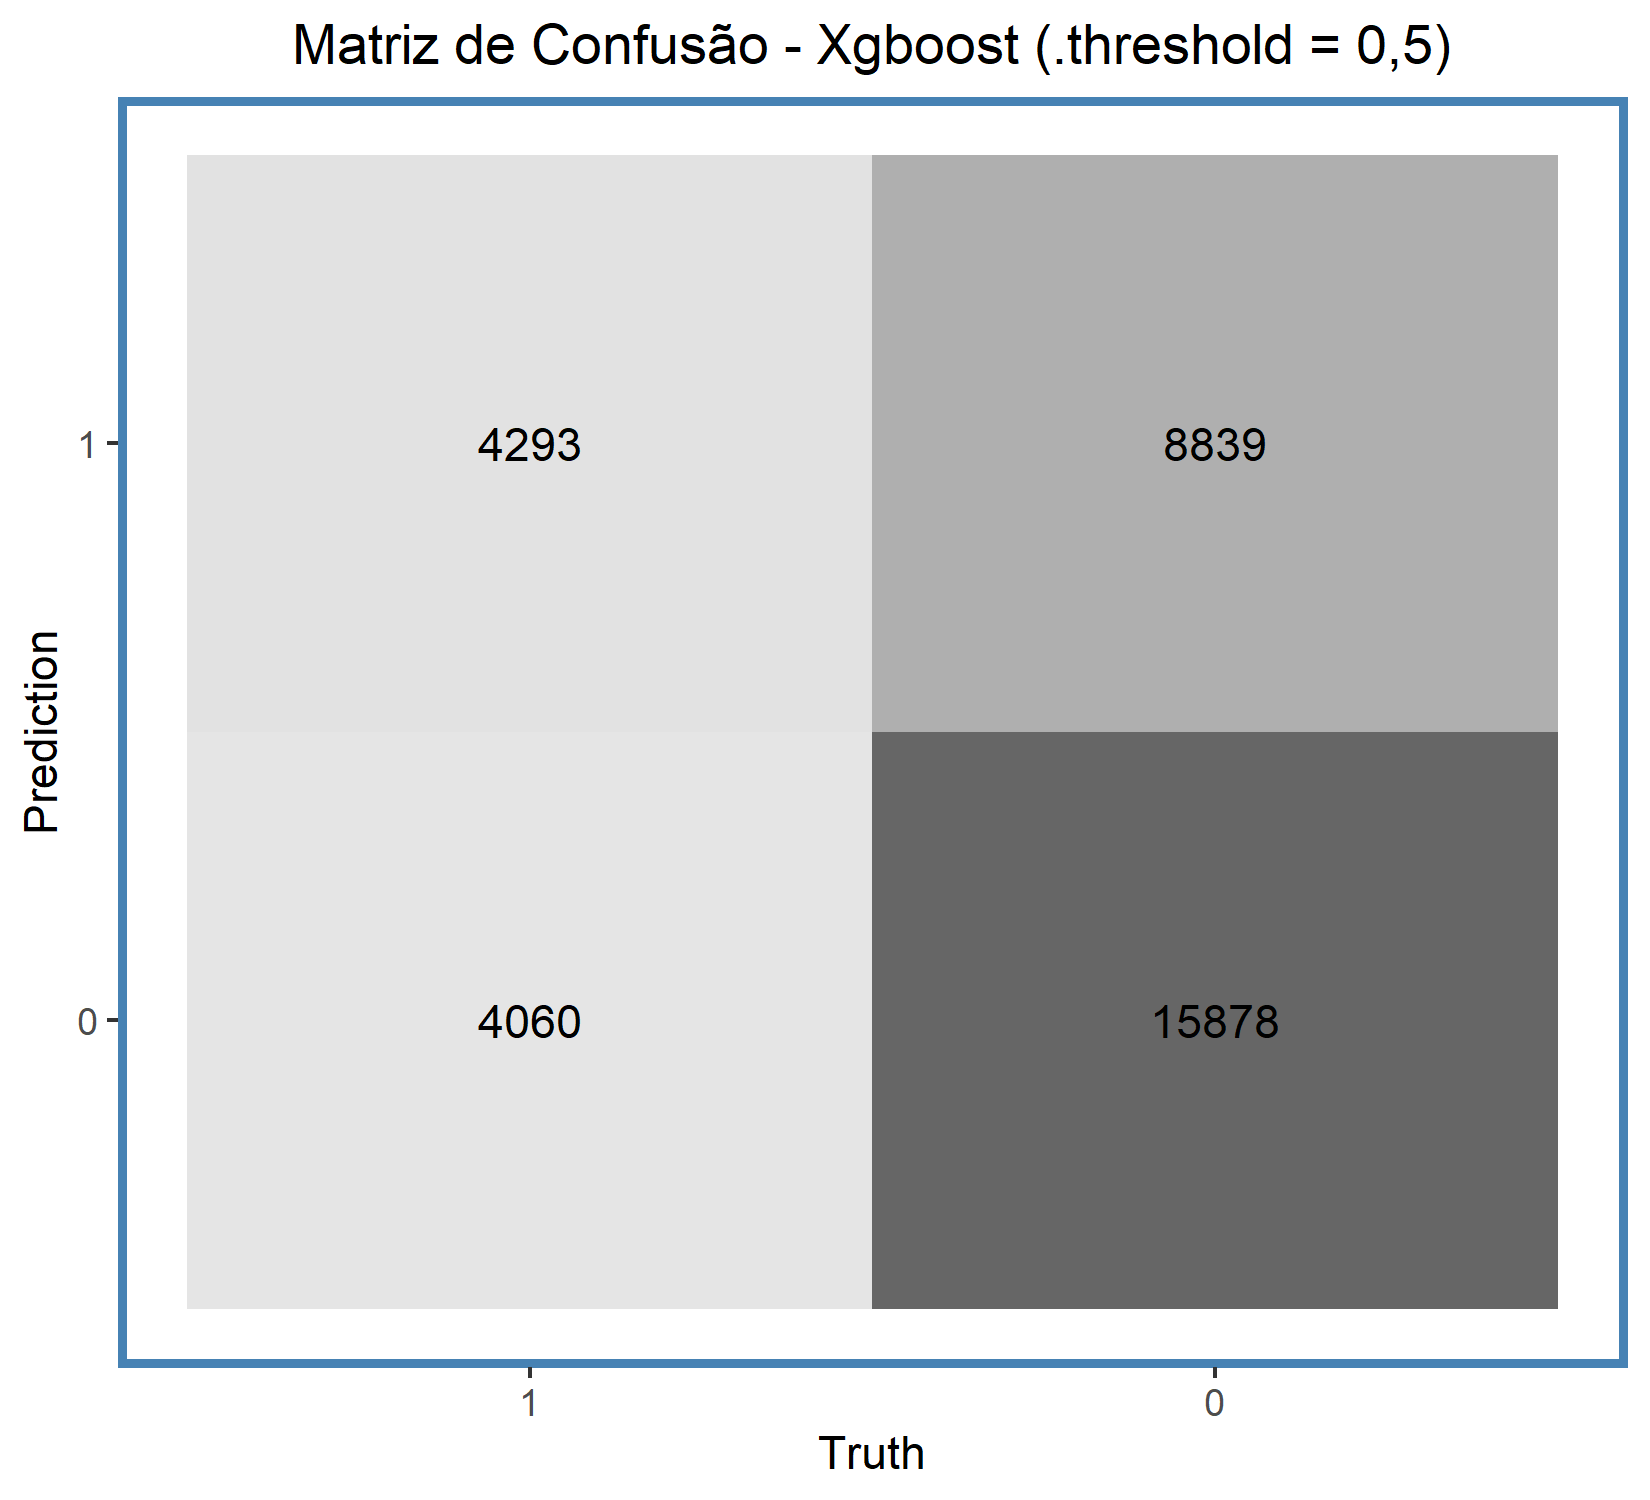 Matriz de Confusão - Xgboost (.threshold = 0,5)
Prediction
1
4293
8839
0
4060
15878
1
0
Truth